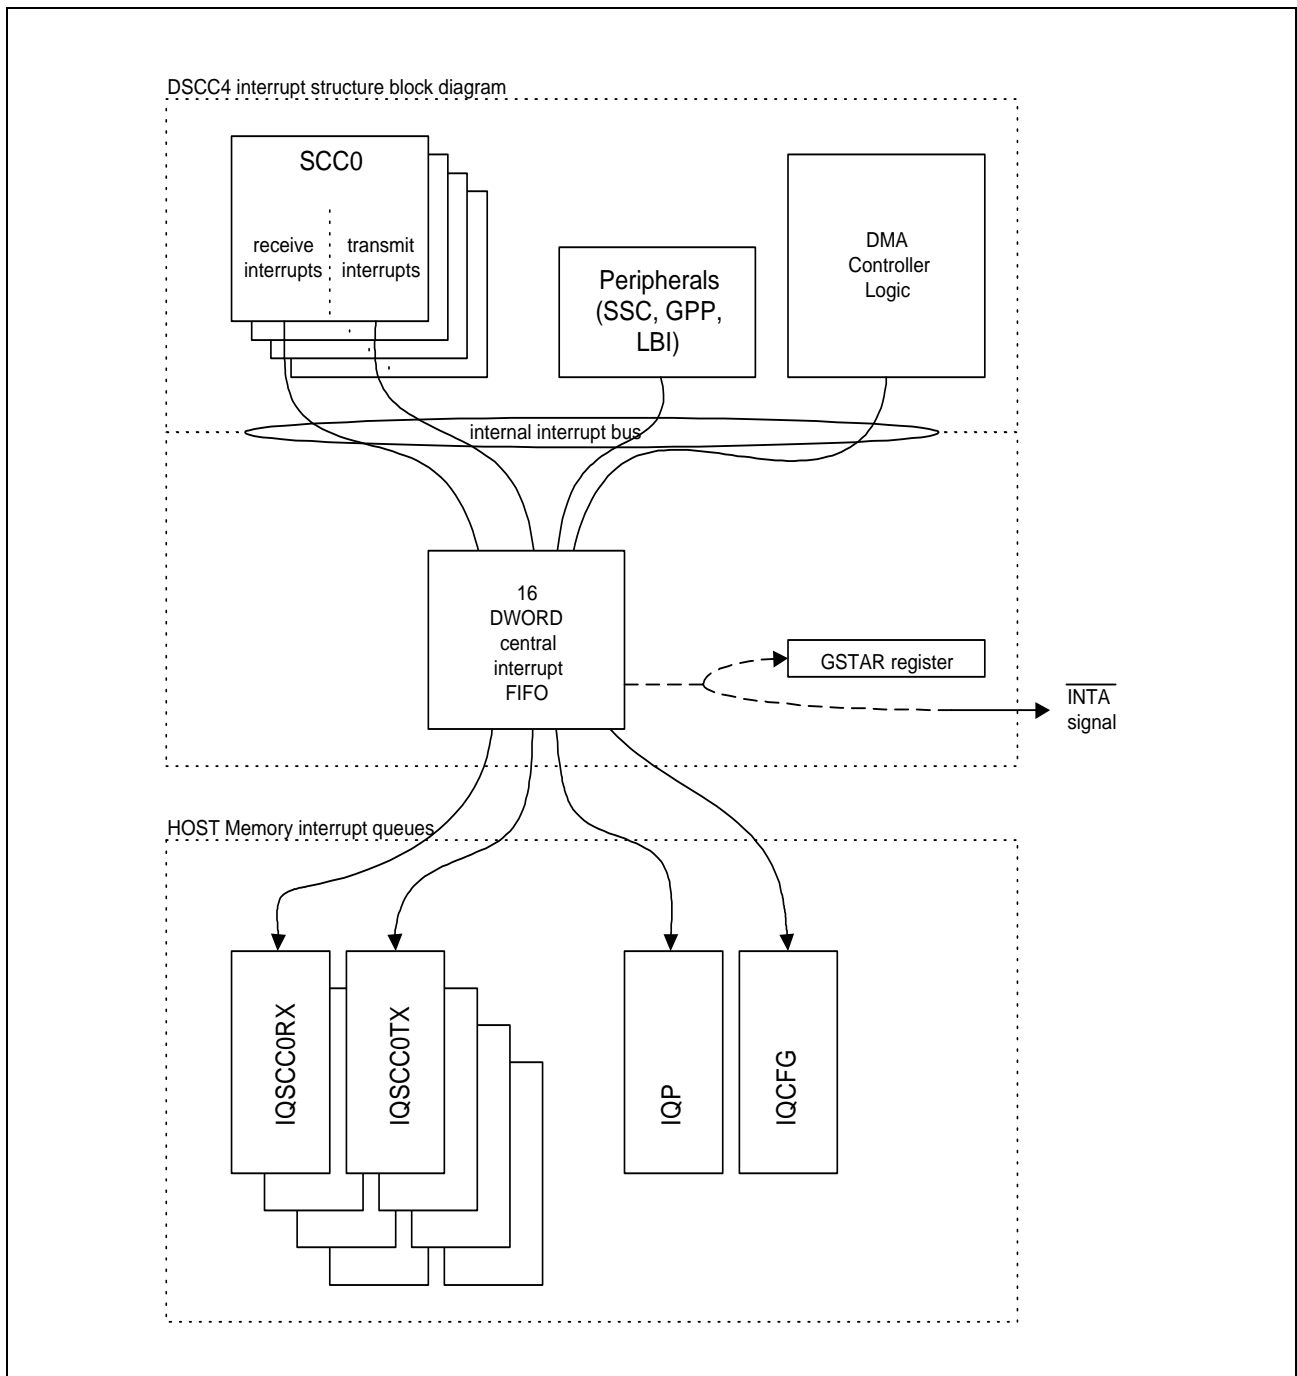 DSCC4 interrupt structure block diagram
SCC0
receive
interrupts
transmit
interrupts
Peripherals
(SSC, GPP,
LBI)
DMA
Controller
Logic
internal interrupt bus
16
DWORD
central
interrupt
FIFO
GSTAR register
INTA
signal
HOST Memory interrupt queues
IQSCC0RX
IQSCC0TX
IQP
IQCFG